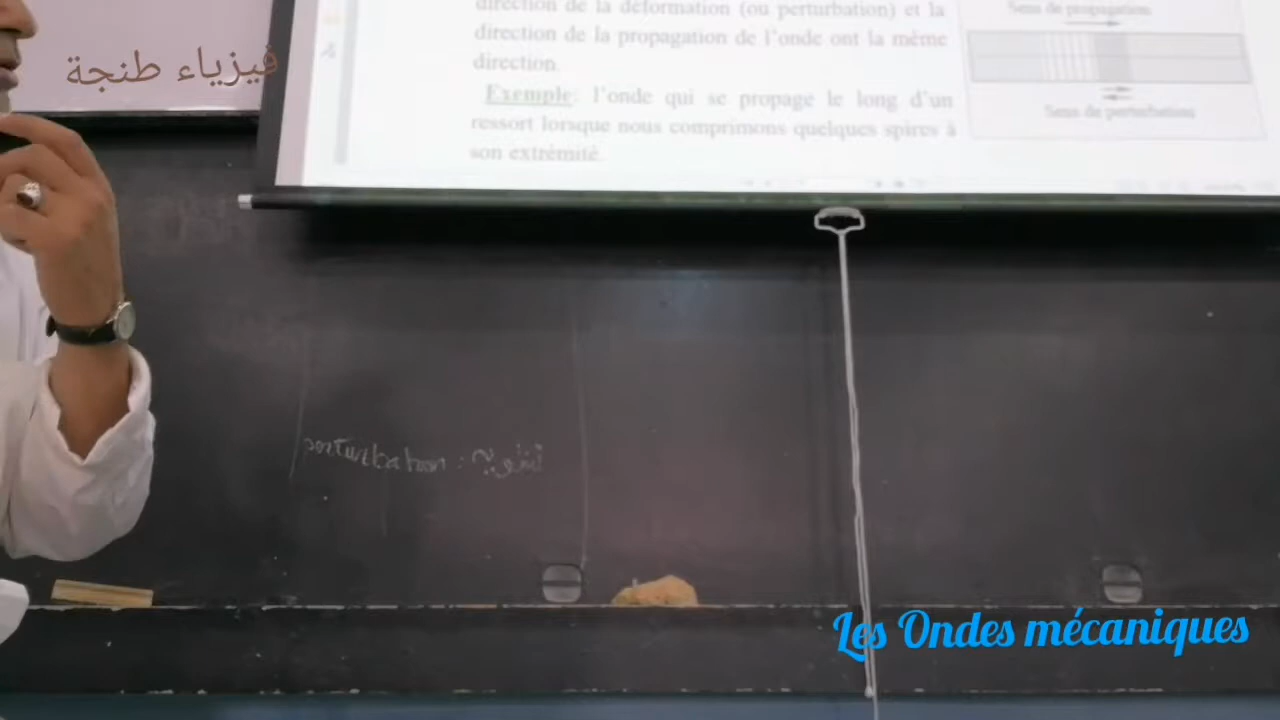 فيزياء طنجة
direction de la déformation (ou perturbation) et la
direction de la propagation de l'onde ont la même
direction.
Exemple: l'onde qui se propage le long d'un
ressort lorsque nous comprimons quelques spires à
son extrémité.
Sens de propagation
Sens de perturbation
perturbation :
Les Ondes mécaniques